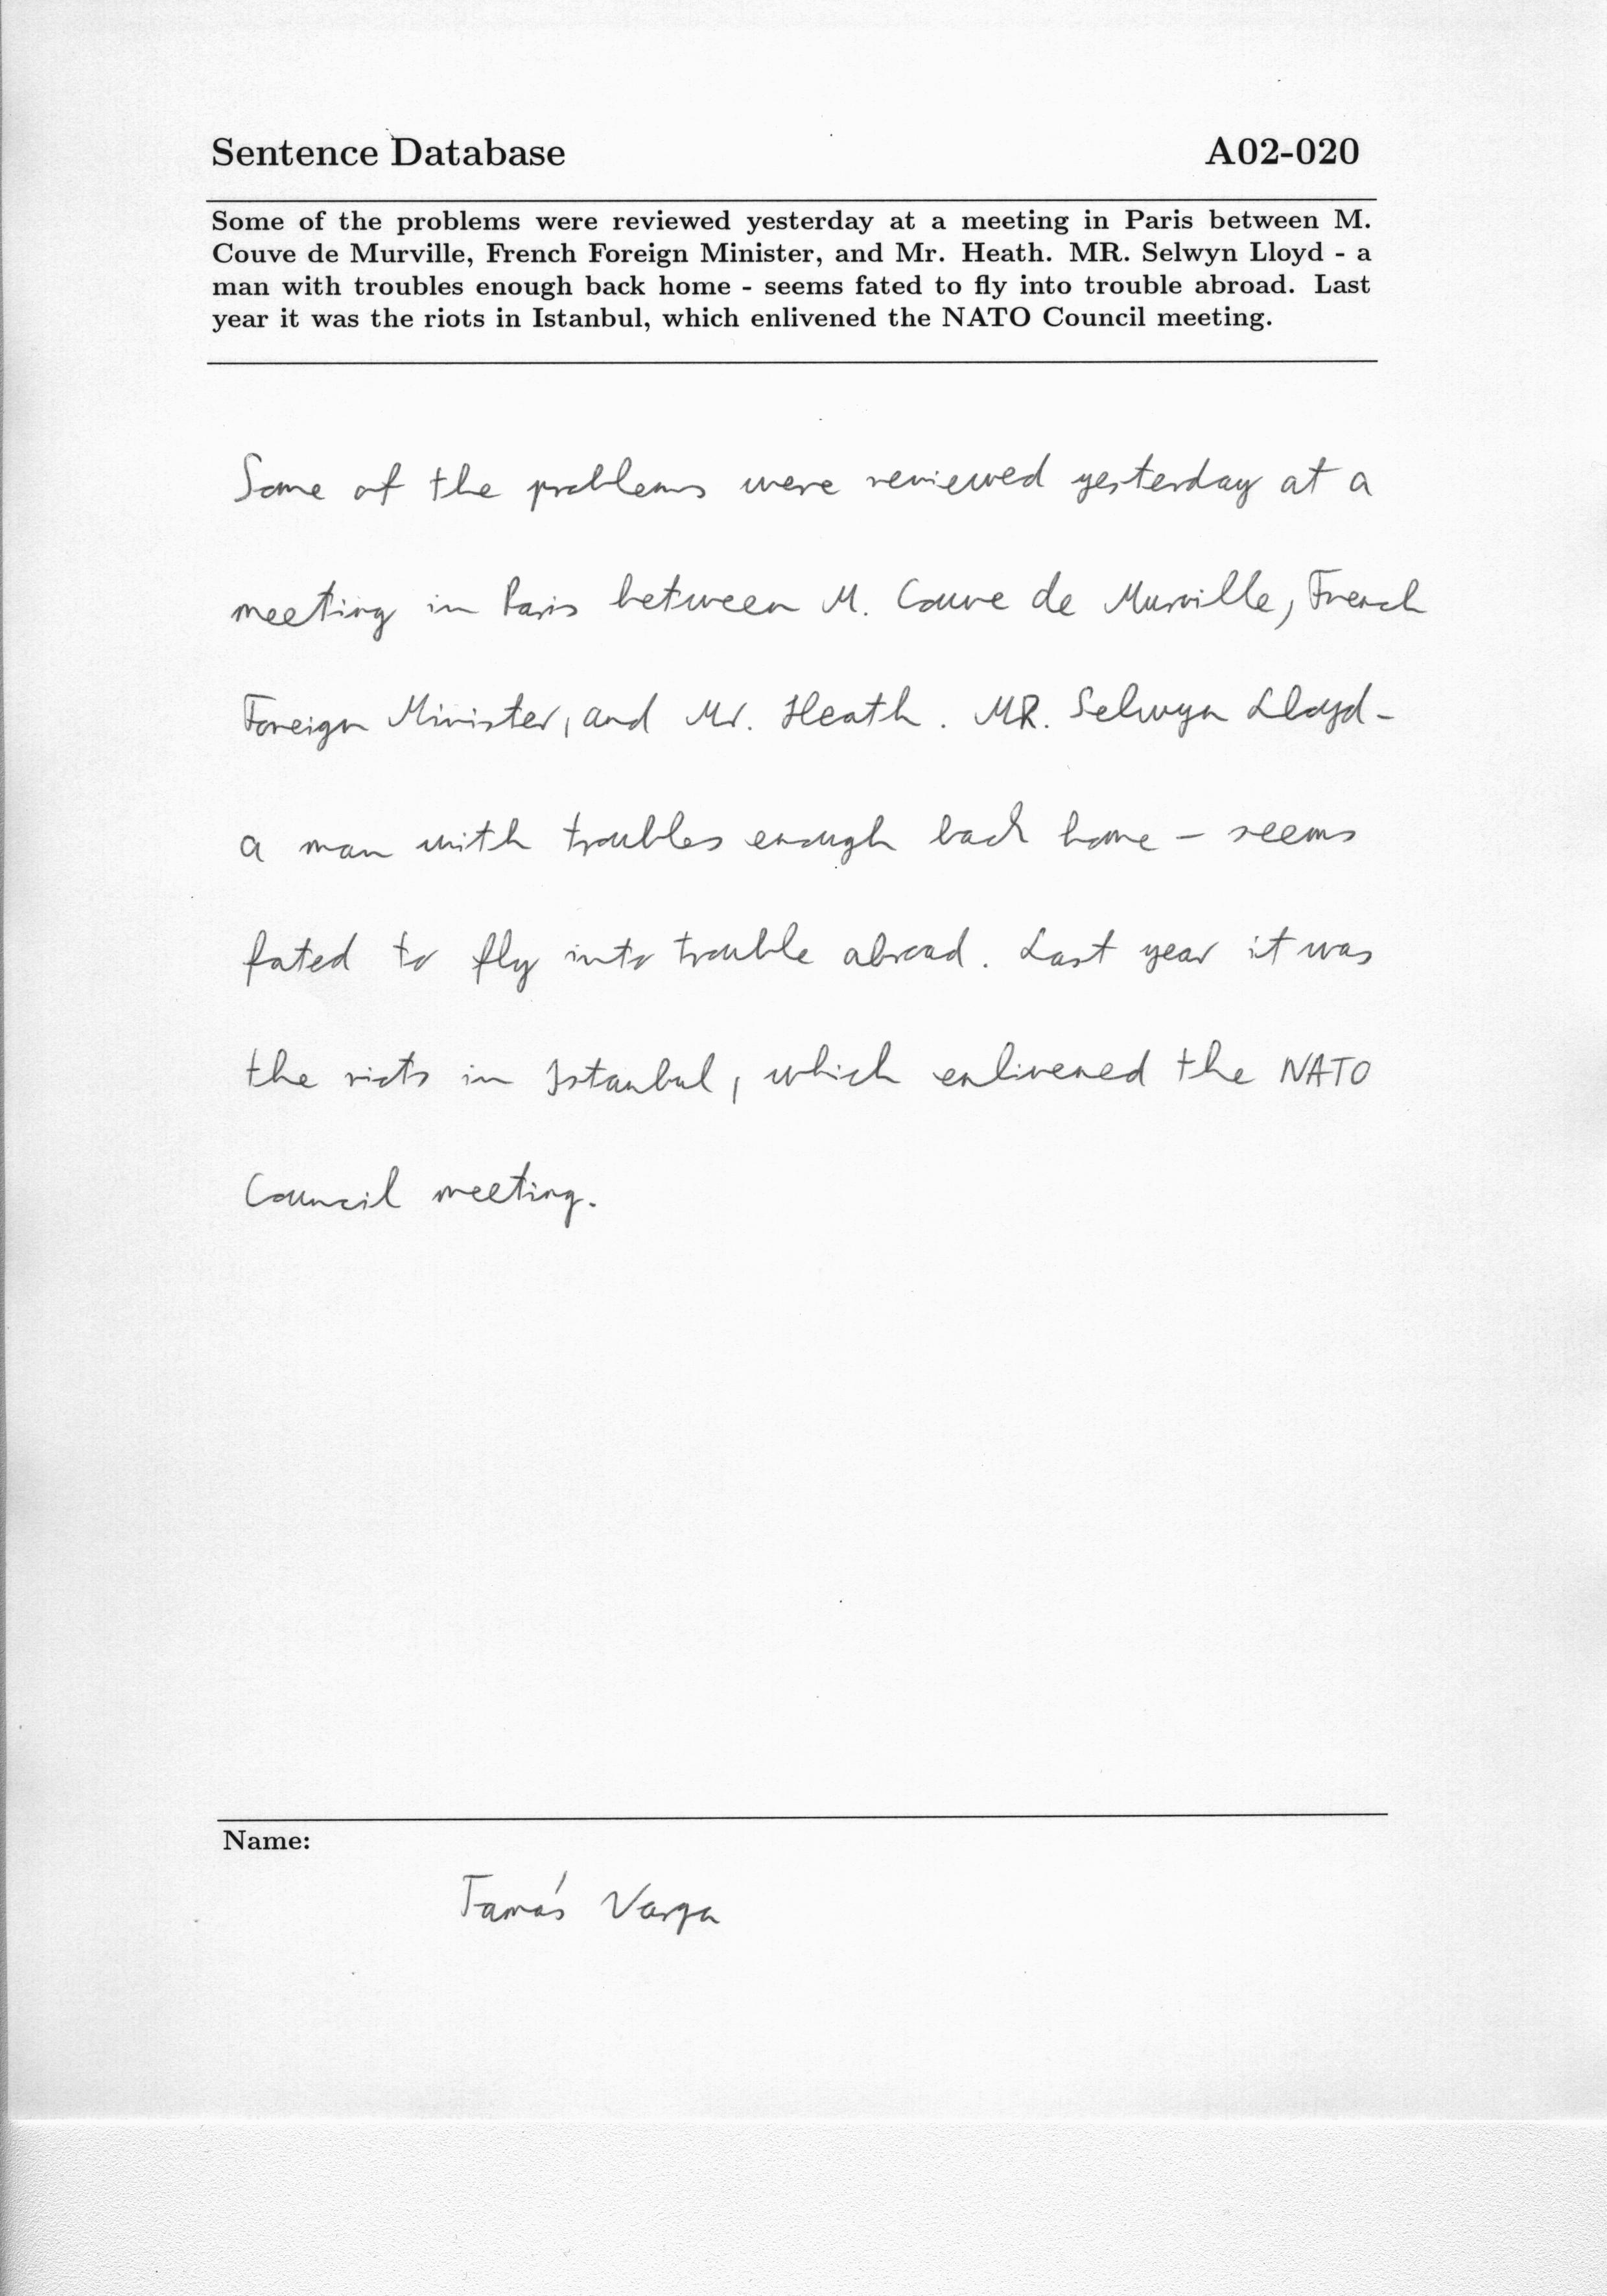 Sentence Database A02-020
Some of the problems were reviewed yesterday at a meeting in Paris between M.
Couve de Murville, French Foreign Minister, and Mr. Heath. MR. Selwyn Lloyd - a
man with troubles enough back home - seems fated to fly into trouble abroad. Last
year it was the riots in Istanbul, which enlivened the NATO Council meeting.
Some of the problems were reviewed yesterday at a
meeting in Paris between M. Couve de Murville, French
Foreign Minister, and Mr. Heath. MR. Selwyn Lloyd -
a man with troubles enough back home - seems
fated to fly into trouble abroad. Last year it was
the riots in Istanbul, which enlivened the NATO
Council meeting.
Name:
Tamás Varga